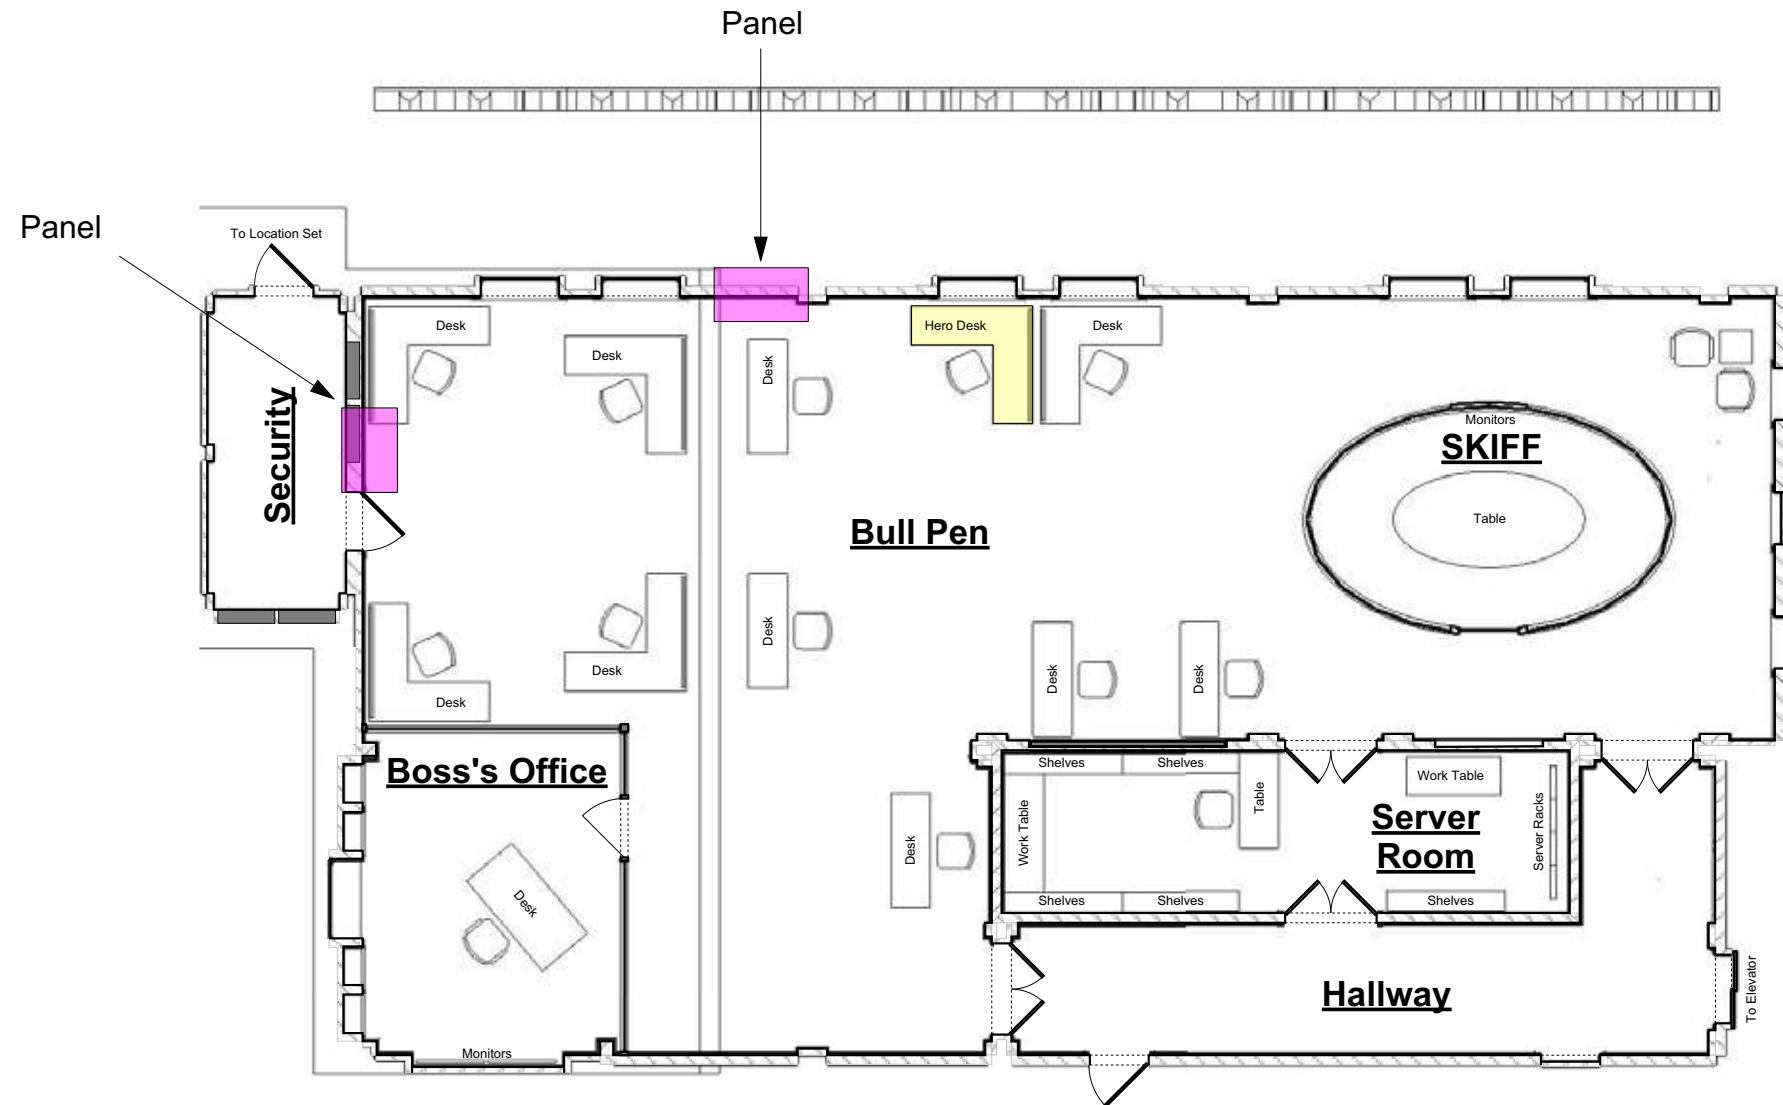 Panel
Panel
To Location Set
Desk
Desk
Desk
Hero Desk
Desk
Security
Monitors
SKIFF
Table
Bull Pen
Desk
Desk
Desk
Desk
Desk
Desk
Boss's Office
Shelves
Shelves
Work Table
Table
Work Table
Server
Room
Server Racks
Desk
Desk
Shelves
Shelves
Shelves
Hallway
To Elevator
Monitors